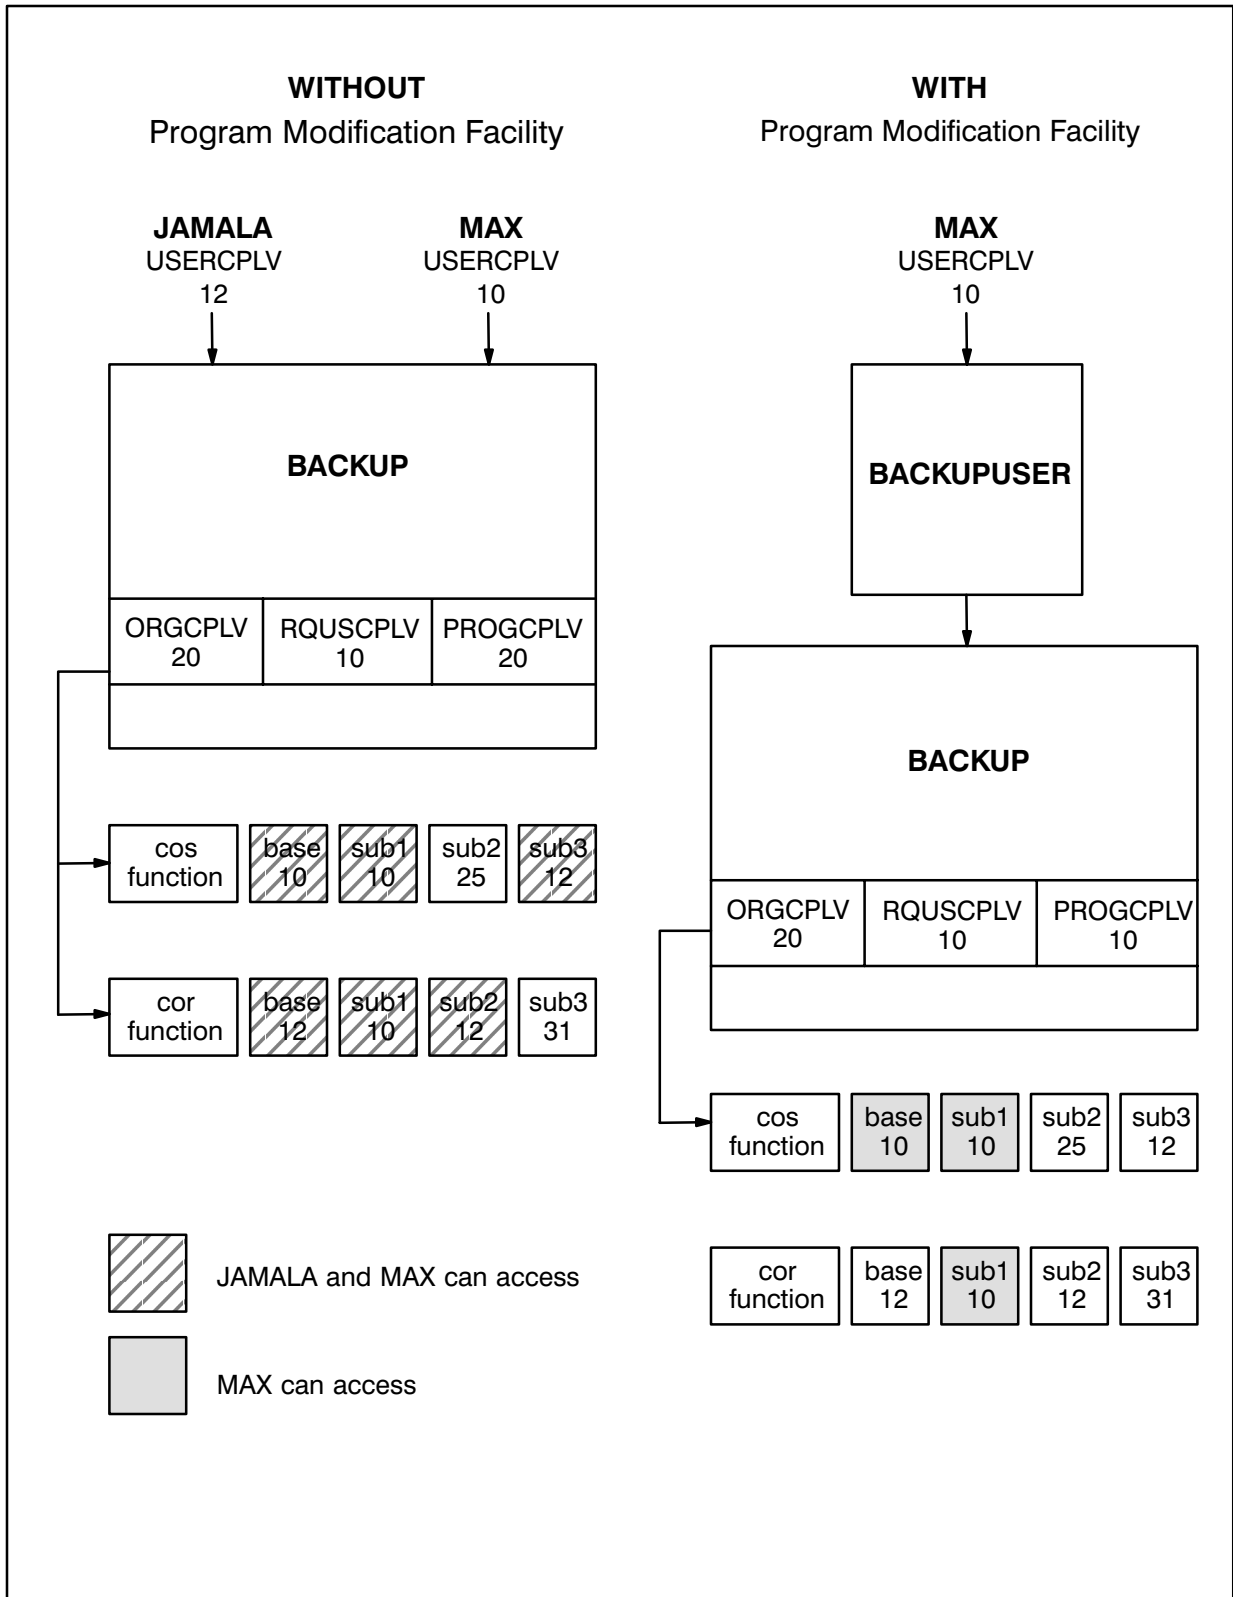 WITHOUT
Program Modification Facility
JAMALA
USERCPLV
12
MAX
USERCPLV
10
BACKUP
ORGCPLV
20
RQUSCPLV
10
PROGCPLV
20
cos
function
base
10
sub1
10
sub2
25
sub3
12
cor
function
base
12
sub1
10
sub2
12
sub3
31
JAMALA and MAX can access
MAX can access
WITH
Program Modification Facility
MAX
USERCPLV
10
BACKUPUSER
BACKUP
ORGCPLV
20
RQUSCPLV
10
PROGCPLV
10
cos
function
base
10
sub1
10
sub2
25
sub3
12
cor
function
base
12
sub1
10
sub2
12
sub3
31